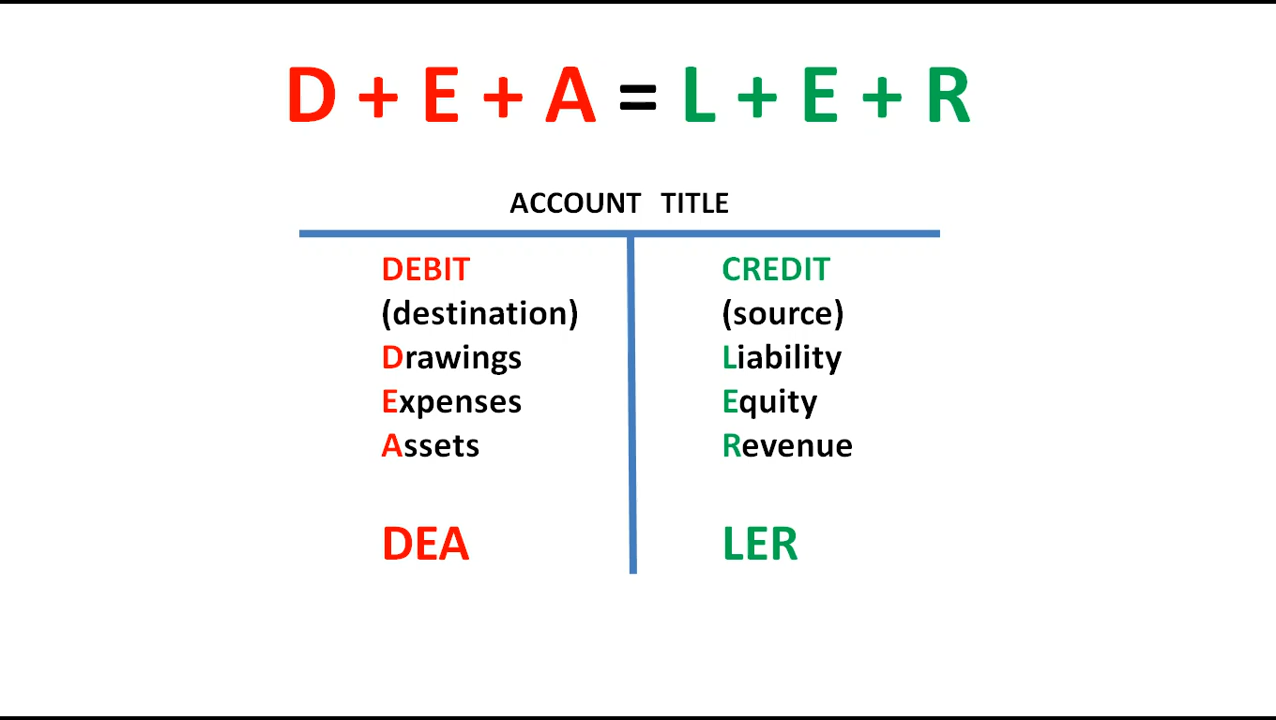 D + E + A = L + E + R
ACCOUNT TITLE
DEBIT
(destination)
Drawings
Expenses
Assets
DEA
CREDIT
(source)
Liability
Equity
Revenue
LER